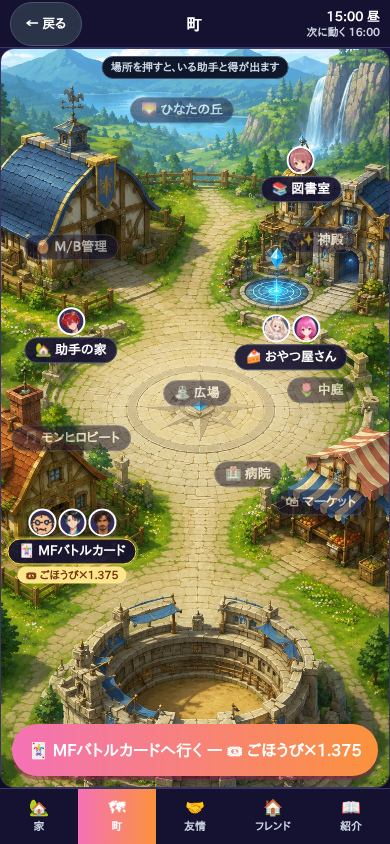 ← 戻る
町
15:00 昼
次に動く 16:00
場所を押すと、いる助手と得が出ます
ひなたの丘
図書室
M/B管理
神殿
助手の家
おやつ屋さん
広場
中庭
モンヒロビート
病院
マーケット
MFバトルカード
ごほうび×1.375
MFバトルカードへ行く — ごほうび×1.375
家
町
友情
フレンド
紹介